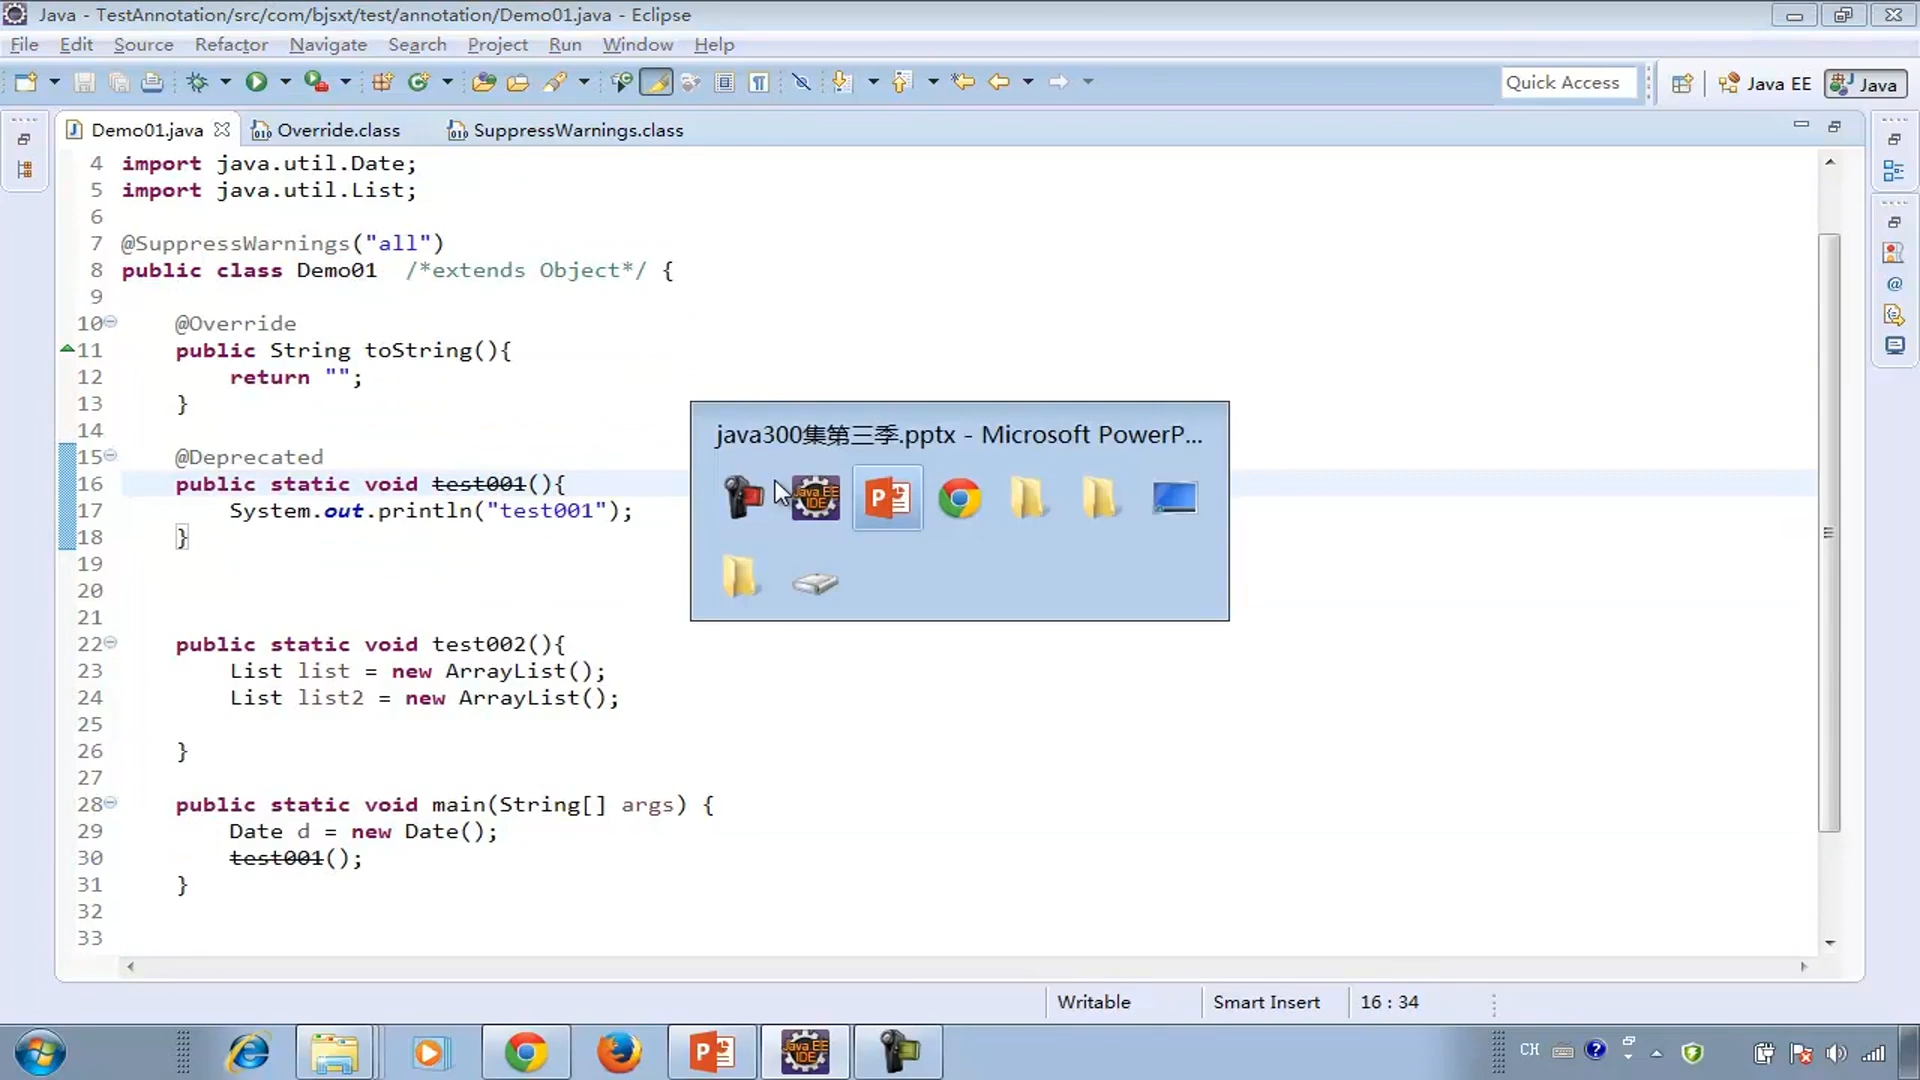 Java - TestAnnotation/src/com/bjsxt/test/annotation/Demo01.java - Eclipse
File Edit Source Refactor Navigate Search Project Run Window Help
Quick Access Java EE Java
Demo01.java Override.class SuppressWarnings.class
4 import java.util.Date;
5 import java.util.List;
6
7 @SuppressWarnings("all")
8 public class Demo01 /*extends Object*/ {
9
10 @Override
11 public String toString(){
12 return "";
13 }
14
15 @Deprecated
16 public static void test001(){
17 System.out.println("test001");
18 }
19
20
21
22 public static void test002(){
23 List list = new ArrayList();
24 List list2 = new ArrayList();
25
26 }
27
28 public static void main(String[] args) {
29 Date d = new Date();
30 test001();
31 }
32
33
java300集第三季.pptx - Microsoft PowerP...
Java EE
IDE
Writable Smart Insert 16 : 34
Java EE
IDE
CH